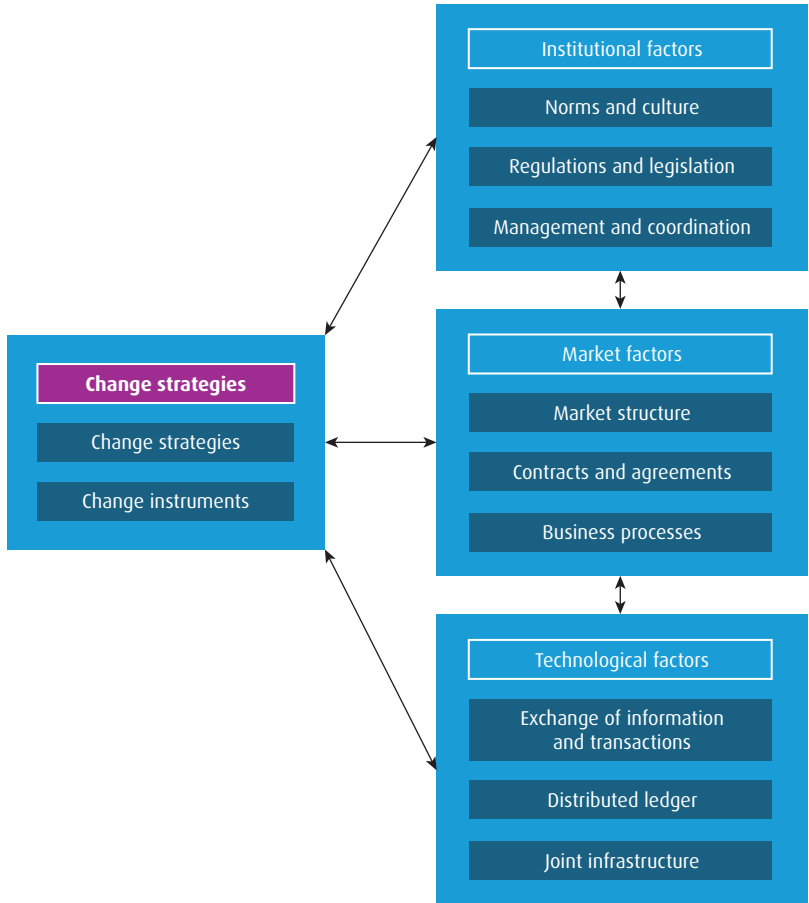 Institutional factors
Norms and culture
Regulations and legislation
Management and coordination
Change strategies
Change strategies
Change instruments
Market factors
Market structure
Contracts and agreements
Business processes
Technological factors
Exchange of information
and transactions
Distributed ledger
Joint infrastructure